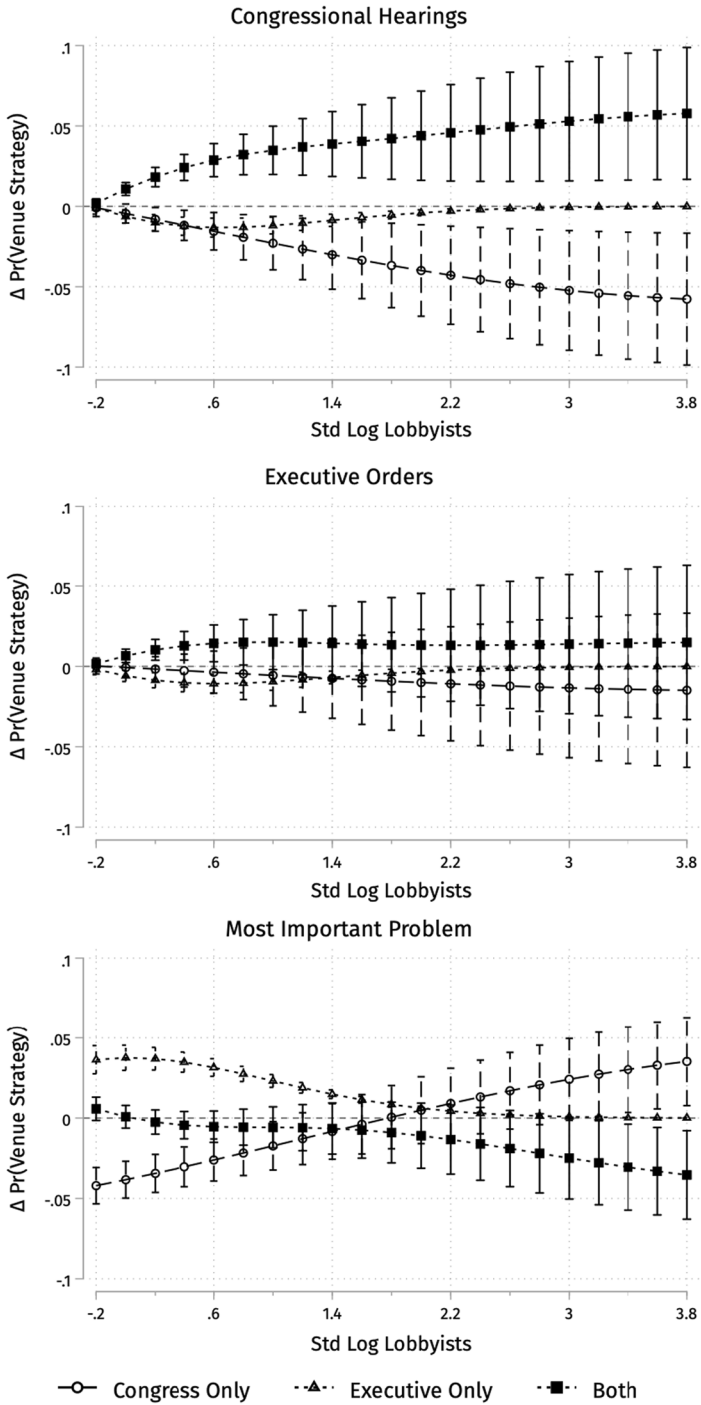 Congressional Hearings
.1
.05
0
-.05
-.1
Δ Pr(Venue Strategy)
-.2 .6 1.4 2.2 3 3.8
Std Log Lobbyists
Executive Orders
.1
.05
0
-.05
-.1
Δ Pr(Venue Strategy)
-.2 .6 1.4 2.2 3 3.8
Std Log Lobbyists
Most Important Problem
.1
.05
0
-.05
-.1
Δ Pr(Venue Strategy)
-.2 .6 1.4 2.2 3 3.8
Std Log Lobbyists
Congress Only Executive Only Both